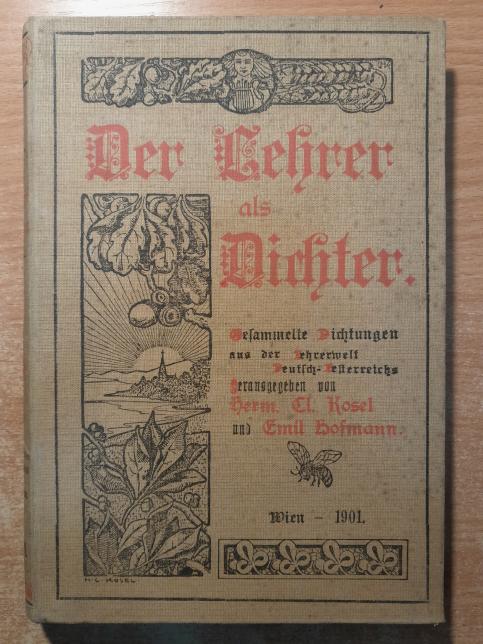 Der Lehrer
als
Dichter.
Gesammelte Dichtungen
aus der Lehrerwelt
Deutsch-Oesterreichs
Herausgegeben von
Herm. Cl. Kosel
und Emil Hofmann.
Wien – 1901.
H·C·KOSEL